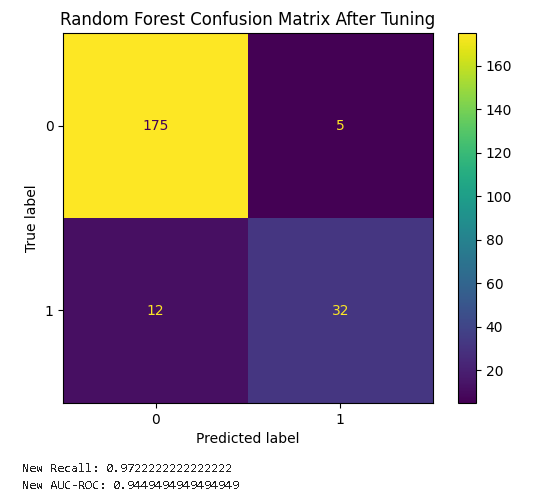 Random Forest Confusion Matrix After Tuning
175 5
12 32
0
1
True label
0 1
Predicted label
160
140
120
100
80
60
40
20
New Recall: 0.9722222222222222
New AUC-ROC: 0.9449494949494949